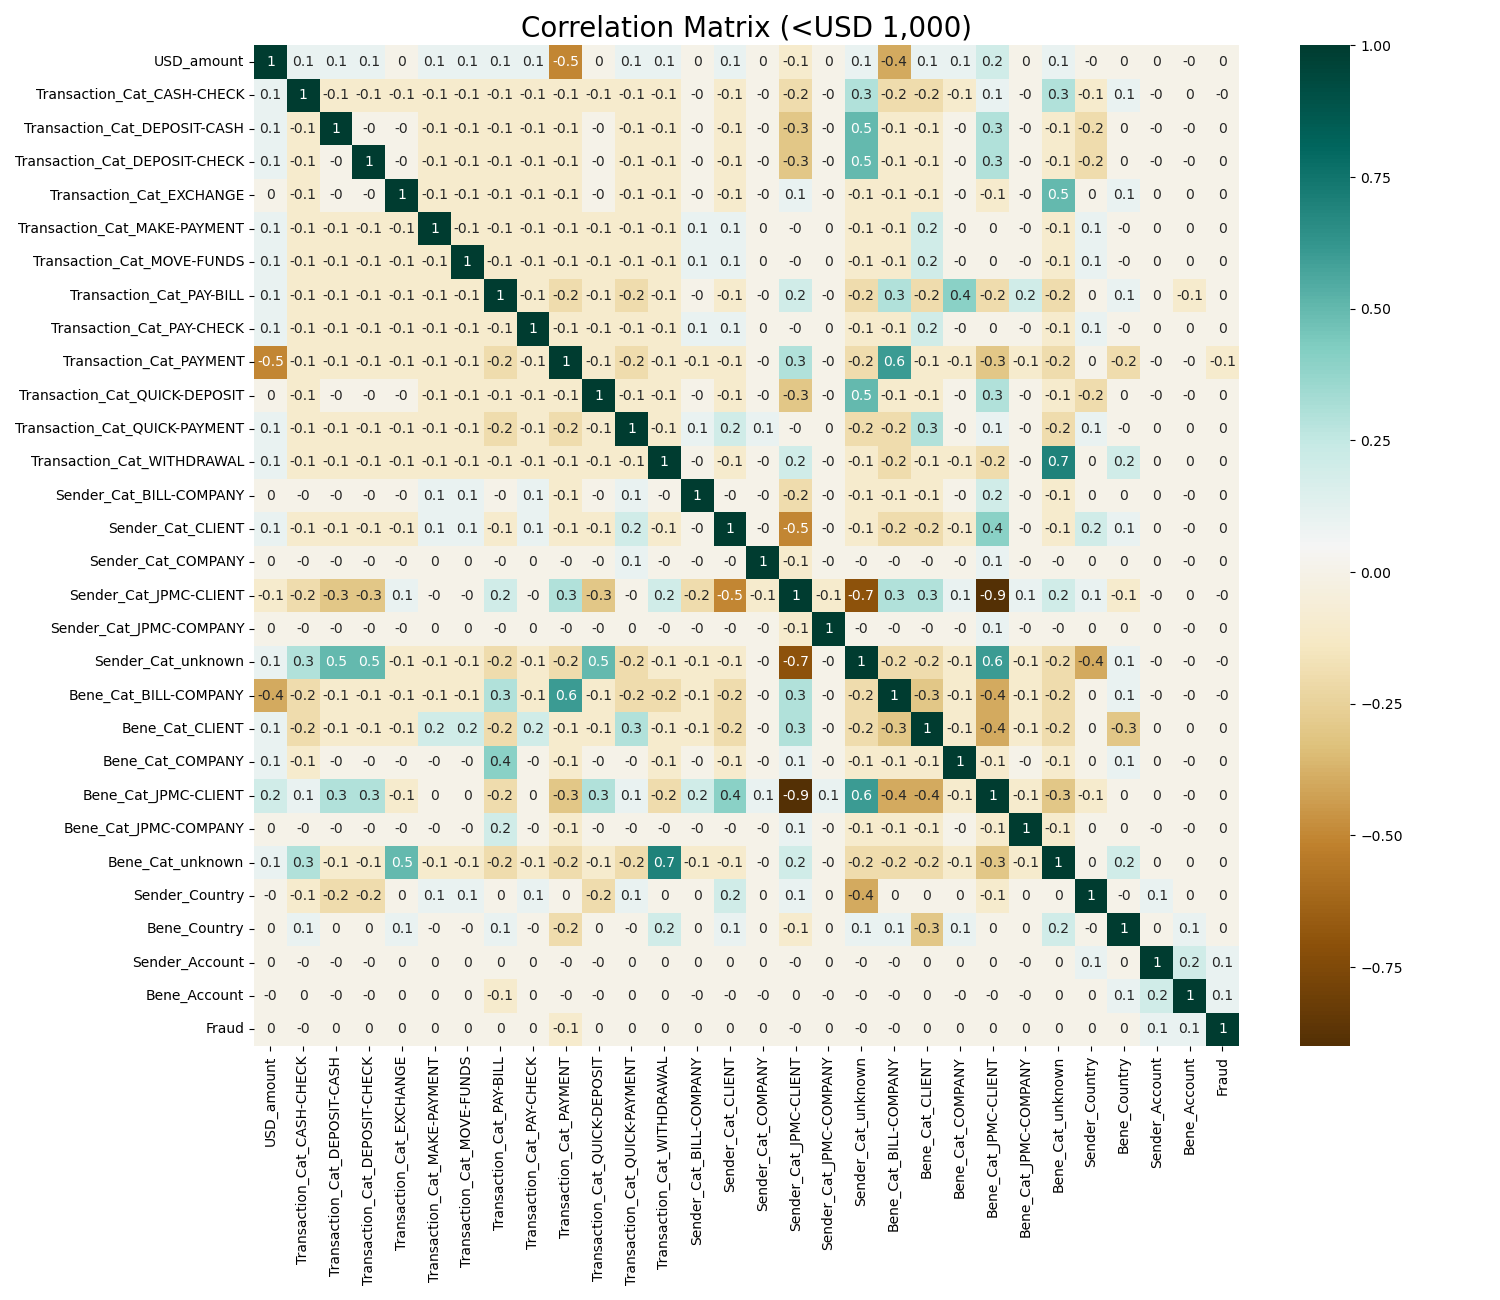 Correlation Matrix (<USD 1,000)
USD_amount 1 0.1 0.1 0.1 0 0.1 0.1 0.1 0.1 -0.5 0 0.1 0.1 0 0.1 0 -0.1 0 0.1 -0.4 0.1 0.1 0.2 0 0.1 -0 0 0 -0 0
Transaction_Cat_CASH-CHECK 0.1 1 -0.1 -0.1 -0.1 -0.1 -0.1 -0.1 -0.1 -0.1 -0.1 -0.1 -0.1 -0 -0.1 -0 -0.2 -0 0.3 -0.2 -0.2 -0.1 0.1 -0 0.3 -0.1 0.1 -0 0 -0
Transaction_Cat_DEPOSIT-CASH 0.1 -0.1 1 -0 -0 -0.1 -0.1 -0.1 -0.1 -0.1 -0 -0.1 -0.1 -0 -0.1 -0 -0.3 -0 0.5 -0.1 -0.1 -0 0.3 -0 -0.1 -0.2 0 -0 -0 0
Transaction_Cat_DEPOSIT-CHECK 0.1 -0.1 -0 1 -0 -0.1 -0.1 -0.1 -0.1 -0.1 -0 -0.1 -0.1 -0 -0.1 -0 -0.3 -0 0.5 -0.1 -0.1 -0 0.3 -0 -0.1 -0.2 0 -0 -0 0
Transaction_Cat_EXCHANGE 0 -0.1 -0 -0 1 -0.1 -0.1 -0.1 -0.1 -0.1 -0 -0.1 -0.1 -0 -0.1 -0 0.1 -0 -0.1 -0.1 -0.1 -0 -0.1 -0 0.5 0 0.1 0 0 0
Transaction_Cat_MAKE-PAYMENT 0.1 -0.1 -0.1 -0.1 -0.1 1 -0.1 -0.1 -0.1 -0.1 -0.1 -0.1 -0.1 0.1 0.1 0 -0 0 -0.1 -0.1 0.2 -0 0 -0 -0.1 0.1 -0 0 0 0
Transaction_Cat_MOVE-FUNDS 0.1 -0.1 -0.1 -0.1 -0.1 -0.1 1 -0.1 -0.1 -0.1 -0.1 -0.1 -0.1 0.1 0.1 0 -0 0 -0.1 -0.1 0.2 -0 0 -0 -0.1 0.1 -0 0 0 0
Transaction_Cat_PAY-BILL 0.1 -0.1 -0.1 -0.1 -0.1 -0.1 -0.1 1 -0.1 -0.2 -0.1 -0.2 -0.1 -0 -0.1 -0 0.2 -0 -0.2 0.3 -0.2 0.4 -0.2 0.2 -0.2 0 0.1 0 -0.1 0
Transaction_Cat_PAY-CHECK 0.1 -0.1 -0.1 -0.1 -0.1 -0.1 -0.1 -0.1 1 -0.1 -0.1 -0.1 -0.1 0.1 0.1 0 -0 0 -0.1 -0.1 0.2 -0 0 -0 -0.1 0.1 -0 0 0 0
Transaction_Cat_PAYMENT -0.5 -0.1 -0.1 -0.1 -0.1 -0.1 -0.1 -0.2 -0.1 1 -0.1 -0.2 -0.1 -0.1 -0.1 -0 0.3 -0 -0.2 0.6 -0.1 -0.1 -0.3 -0.1 -0.2 0 -0.2 -0 -0 -0.1
Transaction_Cat_QUICK-DEPOSIT 0 -0.1 -0 -0 -0 -0.1 -0.1 -0.1 -0.1 -0.1 1 -0.1 -0.1 -0 -0.1 -0 -0.3 -0 0.5 -0.1 -0.1 -0 0.3 -0 -0.1 -0.2 0 -0 0 0
Transaction_Cat_QUICK-PAYMENT 0.1 -0.1 -0.1 -0.1 -0.1 -0.1 -0.1 -0.2 -0.1 -0.2 -0.1 1 -0.1 0.1 0.2 0.1 -0 0 -0.2 -0.2 0.3 -0 0.1 -0 -0.2 0.1 -0 0 0 0
Transaction_Cat_WITHDRAWAL 0.1 -0.1 -0.1 -0.1 -0.1 -0.1 -0.1 -0.1 -0.1 -0.1 -0.1 -0.1 1 -0 -0.1 -0 0.2 -0 -0.1 -0.2 -0.1 -0.1 -0.2 -0 0.7 0 0.2 0 0 0
Sender_Cat_BILL-COMPANY 0 -0 -0 -0 -0 0.1 0.1 -0 0.1 -0.1 -0 0.1 -0 1 -0 -0 -0.2 -0 -0.1 -0.1 -0.1 -0 0.2 -0 -0.1 0 0 0 -0 0
Sender_Cat_CLIENT 0.1 -0.1 -0.1 -0.1 -0.1 0.1 0.1 -0.1 0.1 -0.1 -0.1 0.2 -0.1 -0 1 -0 -0.5 -0 -0.1 -0.2 -0.2 -0.1 0.4 -0 -0.1 0.2 0.1 0 -0 0
Sender_Cat_COMPANY 0 -0 -0 -0 -0 0 0 -0 0 -0 -0 0.1 -0 -0 -0 1 -0.1 -0 -0 -0 -0 -0 0.1 -0 -0 0 0 0 -0 0
Sender_Cat_JPMC-CLIENT -0.1 -0.2 -0.3 -0.3 0.1 -0 -0 0.2 -0 0.3 -0.3 -0 0.2 -0.2 -0.5 -0.1 1 -0.1 -0.7 0.3 0.3 0.1 -0.9 0.1 0.2 0.1 -0.1 -0 0 -0
Sender_Cat_JPMC-COMPANY 0 -0 -0 -0 -0 0 0 -0 0 -0 -0 0 -0 -0 -0 -0 -0.1 1 -0 -0 -0 -0 0.1 -0 -0 0 0 0 -0 0
Sender_Cat_unknown 0.1 0.3 0.5 0.5 -0.1 -0.1 -0.1 -0.2 -0.1 -0.2 0.5 -0.2 -0.1 -0.1 -0.1 -0 -0.7 -0 1 -0.2 -0.2 -0.1 0.6 -0.1 -0.2 -0.4 0.1 -0 -0 -0
Bene_Cat_BILL-COMPANY -0.4 -0.2 -0.1 -0.1 -0.1 -0.1 -0.1 0.3 -0.1 0.6 -0.1 -0.2 -0.2 -0.1 -0.2 -0 0.3 -0 -0.2 1 -0.3 -0.1 -0.4 -0.1 -0.2 0 0.1 -0 -0 -0
Bene_Cat_CLIENT 0.1 -0.2 -0.1 -0.1 -0.1 0.2 0.2 -0.2 0.2 -0.1 -0.1 0.3 -0.1 -0.1 -0.2 -0 0.3 -0 -0.2 -0.3 1 -0.1 -0.4 -0.1 -0.2 0 -0.3 0 0 0
Bene_Cat_COMPANY 0.1 -0.1 -0 -0 -0 -0 -0 0.4 -0 -0.1 -0 -0 -0.1 -0 -0.1 -0 0.1 -0 -0.1 -0.1 -0.1 1 -0.1 -0 -0.1 0 0.1 0 -0 0
Bene_Cat_JPMC-CLIENT 0.2 0.1 0.3 0.3 -0.1 0 0 -0.2 0 -0.3 0.3 0.1 -0.2 0.2 0.4 0.1 -0.9 0.1 0.6 -0.4 -0.4 -0.1 1 -0.1 -0.3 -0.1 0 0 -0 0
Bene_Cat_JPMC-COMPANY 0 -0 -0 -0 -0 -0 -0 0.2 -0 -0.1 -0 -0 -0 -0 -0 -0 0.1 -0 -0.1 -0.1 -0.1 -0 -0.1 1 -0.1 0 0 -0 -0 0
Bene_Cat_unknown 0.1 0.3 -0.1 -0.1 0.5 -0.1 -0.1 -0.2 -0.1 -0.2 -0.1 -0.2 0.7 -0.1 -0.1 -0 0.2 -0 -0.2 -0.2 -0.2 -0.1 -0.3 -0.1 1 0 0.2 0 0 0
Sender_Country -0 -0.1 -0.2 -0.2 0 0.1 0.1 0 0.1 0 -0.2 0.1 0 0 0.2 0 0.1 0 -0.4 0 0 0 -0.1 0 0 1 -0 0.1 0 0
Bene_Country 0 0.1 0 0 0.1 -0 -0 0.1 -0 -0.2 0 -0 0.2 0 0.1 0 -0.1 0 0.1 0.1 -0.3 0.1 0 0 0.2 -0 1 0 0.1 0
Sender_Account 0 -0 -0 -0 0 0 0 0 0 -0 -0 0 0 0 0 0 -0 0 -0 -0 0 0 0 -0 0 0.1 0 1 0.2 0.1
Bene_Account -0 0 -0 -0 0 0 0 -0.1 0 -0 0 0 0 -0 -0 -0 0 -0 -0 -0 0 -0 -0 -0 0 0 0.1 0.2 1 0.1
Fraud 0 -0 0 0 0 0 0 0 0 -0.1 0 0 0 0 0 0 -0 0 -0 -0 0 0 0 0 0 0 0 0.1 0.1 1
USD_amount
Transaction_Cat_CASH-CHECK
Transaction_Cat_DEPOSIT-CASH
Transaction_Cat_DEPOSIT-CHECK
Transaction_Cat_EXCHANGE
Transaction_Cat_MAKE-PAYMENT
Transaction_Cat_MOVE-FUNDS
Transaction_Cat_PAY-BILL
Transaction_Cat_PAY-CHECK
Transaction_Cat_PAYMENT
Transaction_Cat_QUICK-DEPOSIT
Transaction_Cat_QUICK-PAYMENT
Transaction_Cat_WITHDRAWAL
Sender_Cat_BILL-COMPANY
Sender_Cat_CLIENT
Sender_Cat_COMPANY
Sender_Cat_JPMC-CLIENT
Sender_Cat_JPMC-COMPANY
Sender_Cat_unknown
Bene_Cat_BILL-COMPANY
Bene_Cat_CLIENT
Bene_Cat_COMPANY
Bene_Cat_JPMC-CLIENT
Bene_Cat_JPMC-COMPANY
Bene_Cat_unknown
Sender_Country
Bene_Country
Sender_Account
Bene_Account
Fraud
1.00
0.75
0.50
0.25
0.00
−0.25
−0.50
−0.75